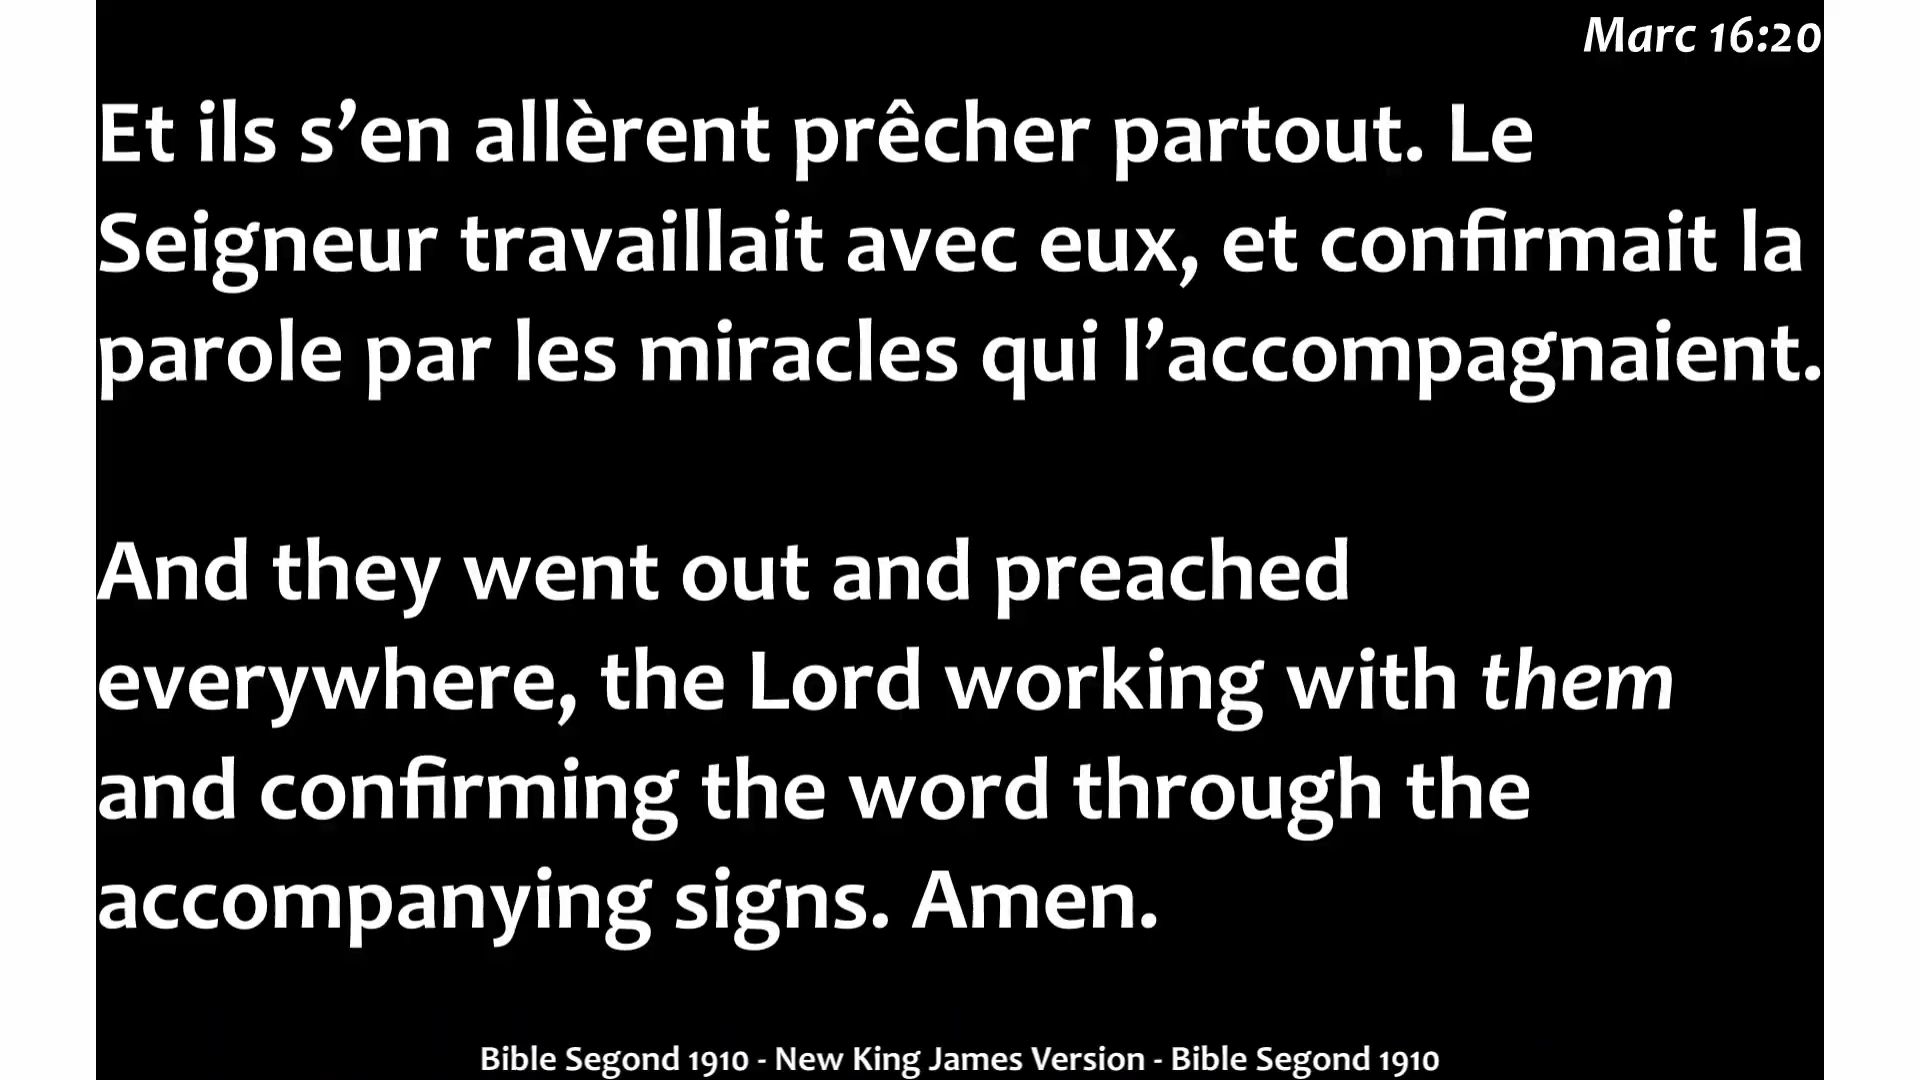 Marc 16:20
Et ils s’en allèrent prêcher partout. Le
Seigneur travaillait avec eux, et confirmait la
parole par les miracles qui l’accompagnaient.
And they went out and preached
everywhere, the Lord working with them
and confirming the word through the
accompanying signs. Amen.
Bible Segond 1910 - New King James Version - Bible Segond 1910